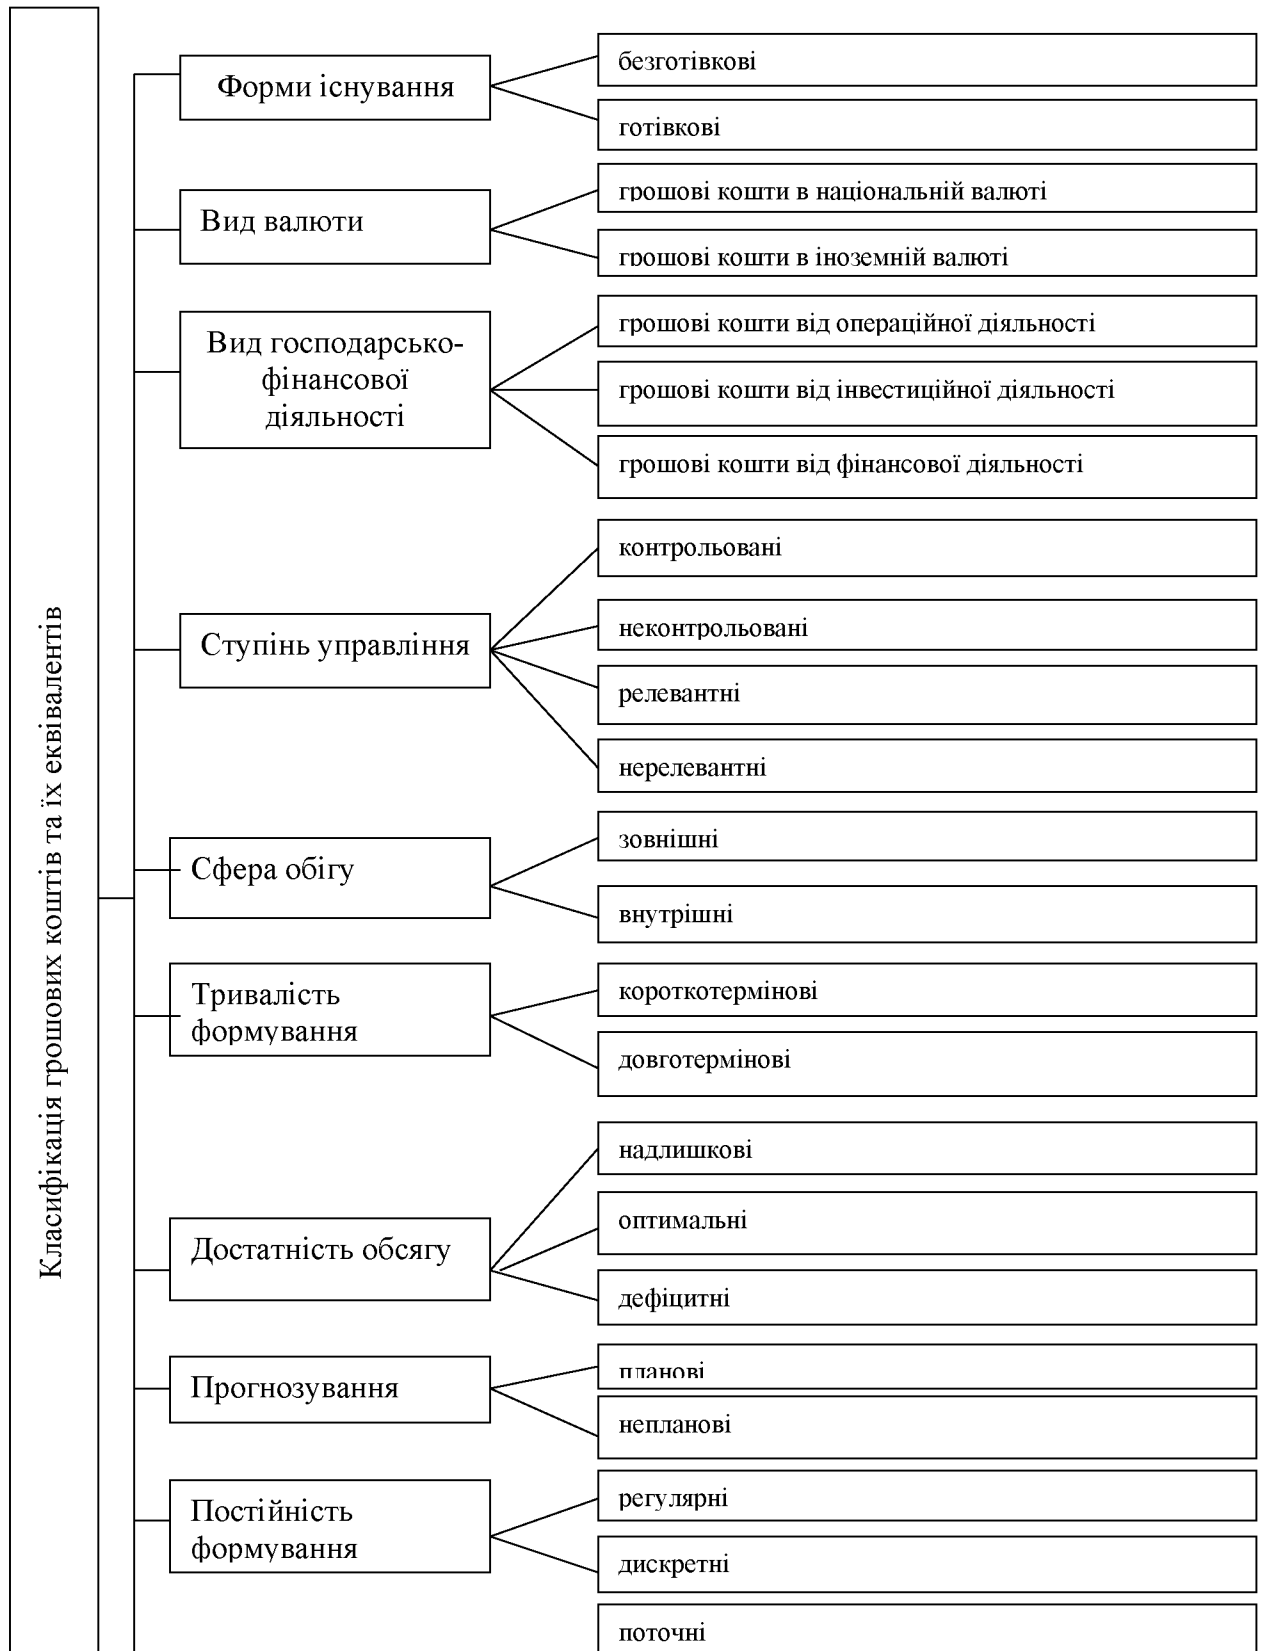 Класифікація грошових коштів та їх еквівалентів
Форми існування
безготівкові
готівкові
Вид валюти
грошові кошти в національній валюті
грошові кошти в іноземній валюті
Вид господарсько-
фінансової
діяльності
грошові кошти від операційної діяльності
грошові кошти від інвестиційної діяльності
грошові кошти від фінансової діяльності
Ступінь управління
контрольовані
неконтрольовані
релевантні
нерелевантні
Сфера обігу
зовнішні
внутрішні
Тривалість
формування
короткотермінові
довготермінові
Достатність обсягу
надлишкові
оптимальні
дефіцитні
Прогнозування
планові
непланові
Постійність
формування
регулярні
дискретні
поточні